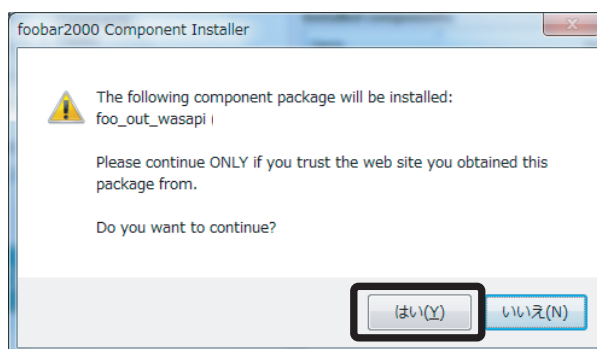 foobar2000 Component Installer
The following component package will be installed:
foo_out_wasapi
Please continue ONLY if you trust the web site you obtained this
package from.
Do you want to continue?
はい(Y)
いいえ(N)